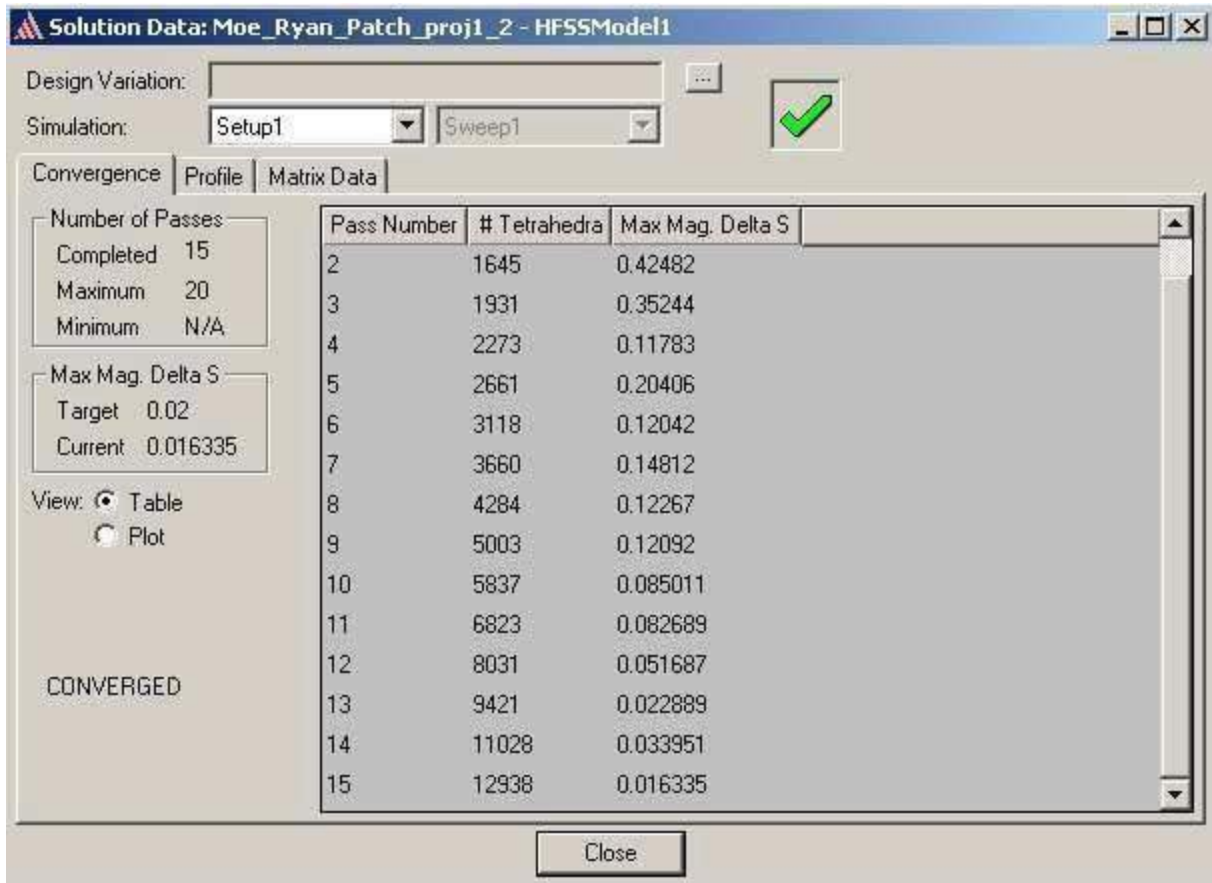 Solution Data: Moe_Ryan_Patch_proj1_2 - HFSSModel1
Design Variation:
...
Simulation: Setup1 Sweep1
Convergence Profile Matrix Data
Number of Passes
Completed 15
Maximum 20
Minimum N/A
Max Mag. Delta S
Target 0.02
Current 0.016335
View: Table
Plot
CONVERGED
Pass Number # Tetrahedra Max Mag. Delta S
2 1645 0.42482
3 1931 0.35244
4 2273 0.11783
5 2661 0.20406
6 3118 0.12042
7 3660 0.14812
8 4284 0.12267
9 5003 0.12092
10 5837 0.085011
11 6823 0.082689
12 8031 0.051687
13 9421 0.022889
14 11028 0.033951
15 12938 0.016335
Close